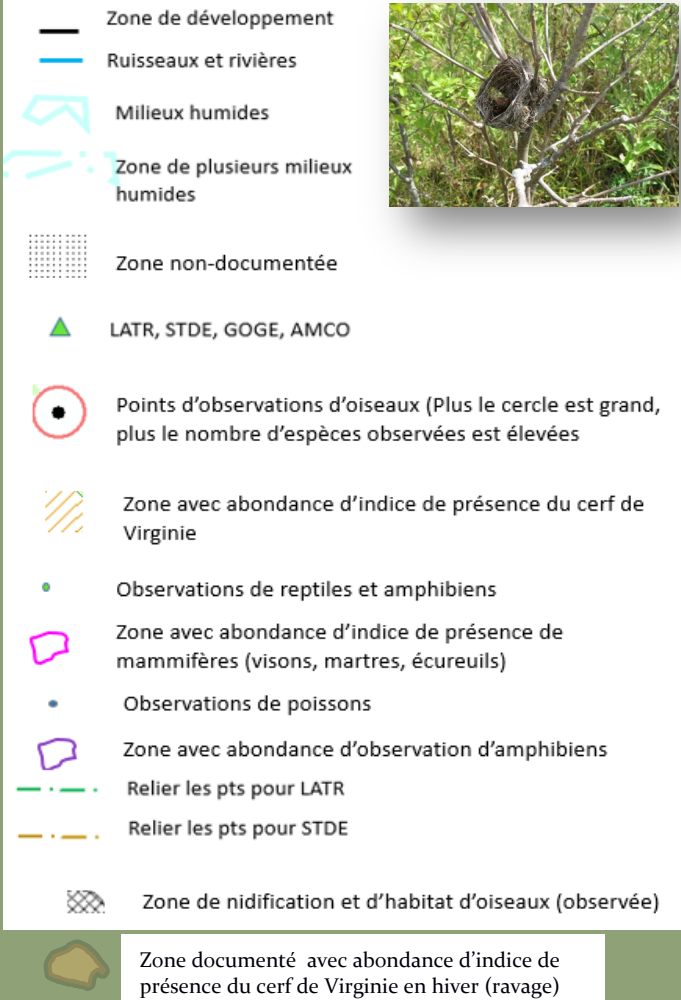 Zone de développement
Ruisseaux et rivières
Milieux humides
Zone de plusieurs milieux
humides
Zone non-documentée
LATR, STDE, GOGE, AMCO
Points d'observations d'oiseaux (Plus le cercle est grand,
plus le nombre d'espèces observées est élevées
Zone avec abondance d'indice de présence du cerf de
Virginie
Observations de reptiles et amphibiens
Zone avec abondance d'indice de présence de
mammifères (visons, martres, écureuils)
Observations de poissons
Zone avec abondance d'observation d'amphibiens
Relier les pts pour LATR
Relier les pts pour STDE
Zone de nidification et d'habitat d'oiseaux (observée)
Zone documenté avec abondance d'indice de
présence du cerf de Virginie en hiver (ravage)